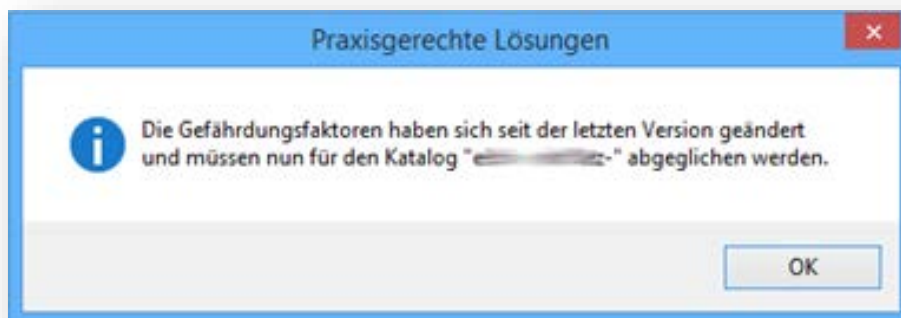 Praxisgerechte Lösungen
Die Gefährdungsfaktoren haben sich seit der letzten Version geändert
und müssen nun für den Katalog "-" abgeglichen werden.
OK